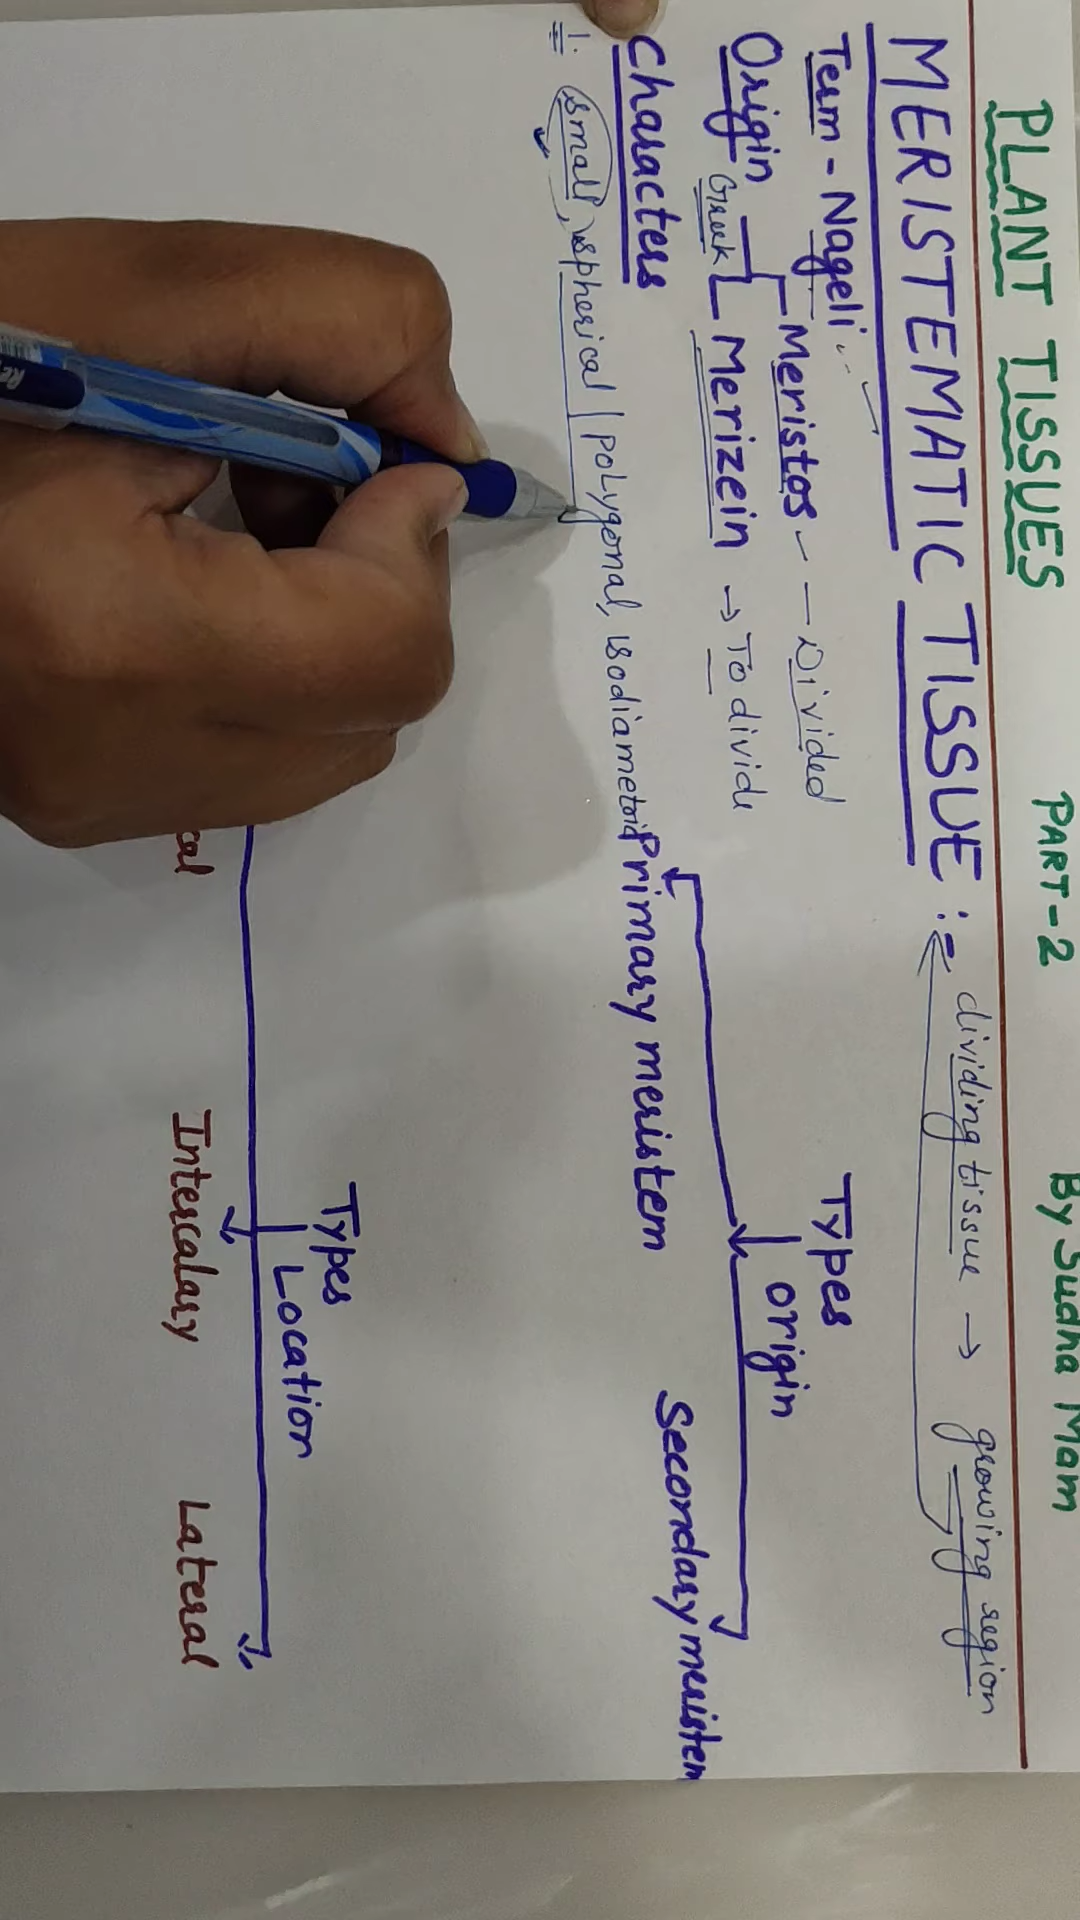 PLANT TISSUES PART-2 By Sudha Mam
MERISTEMATIC TISSUE :- dividing tissue → growing region
Term - Nageli
Meristos - Divided
Origin Greek
Merizein → To divide
Characters
1. Small, spherical / polygonal, isodiametric
Types
origin
Primary meristem
Secondary meristem
Types
Location
cal
Intercalary
Lateral